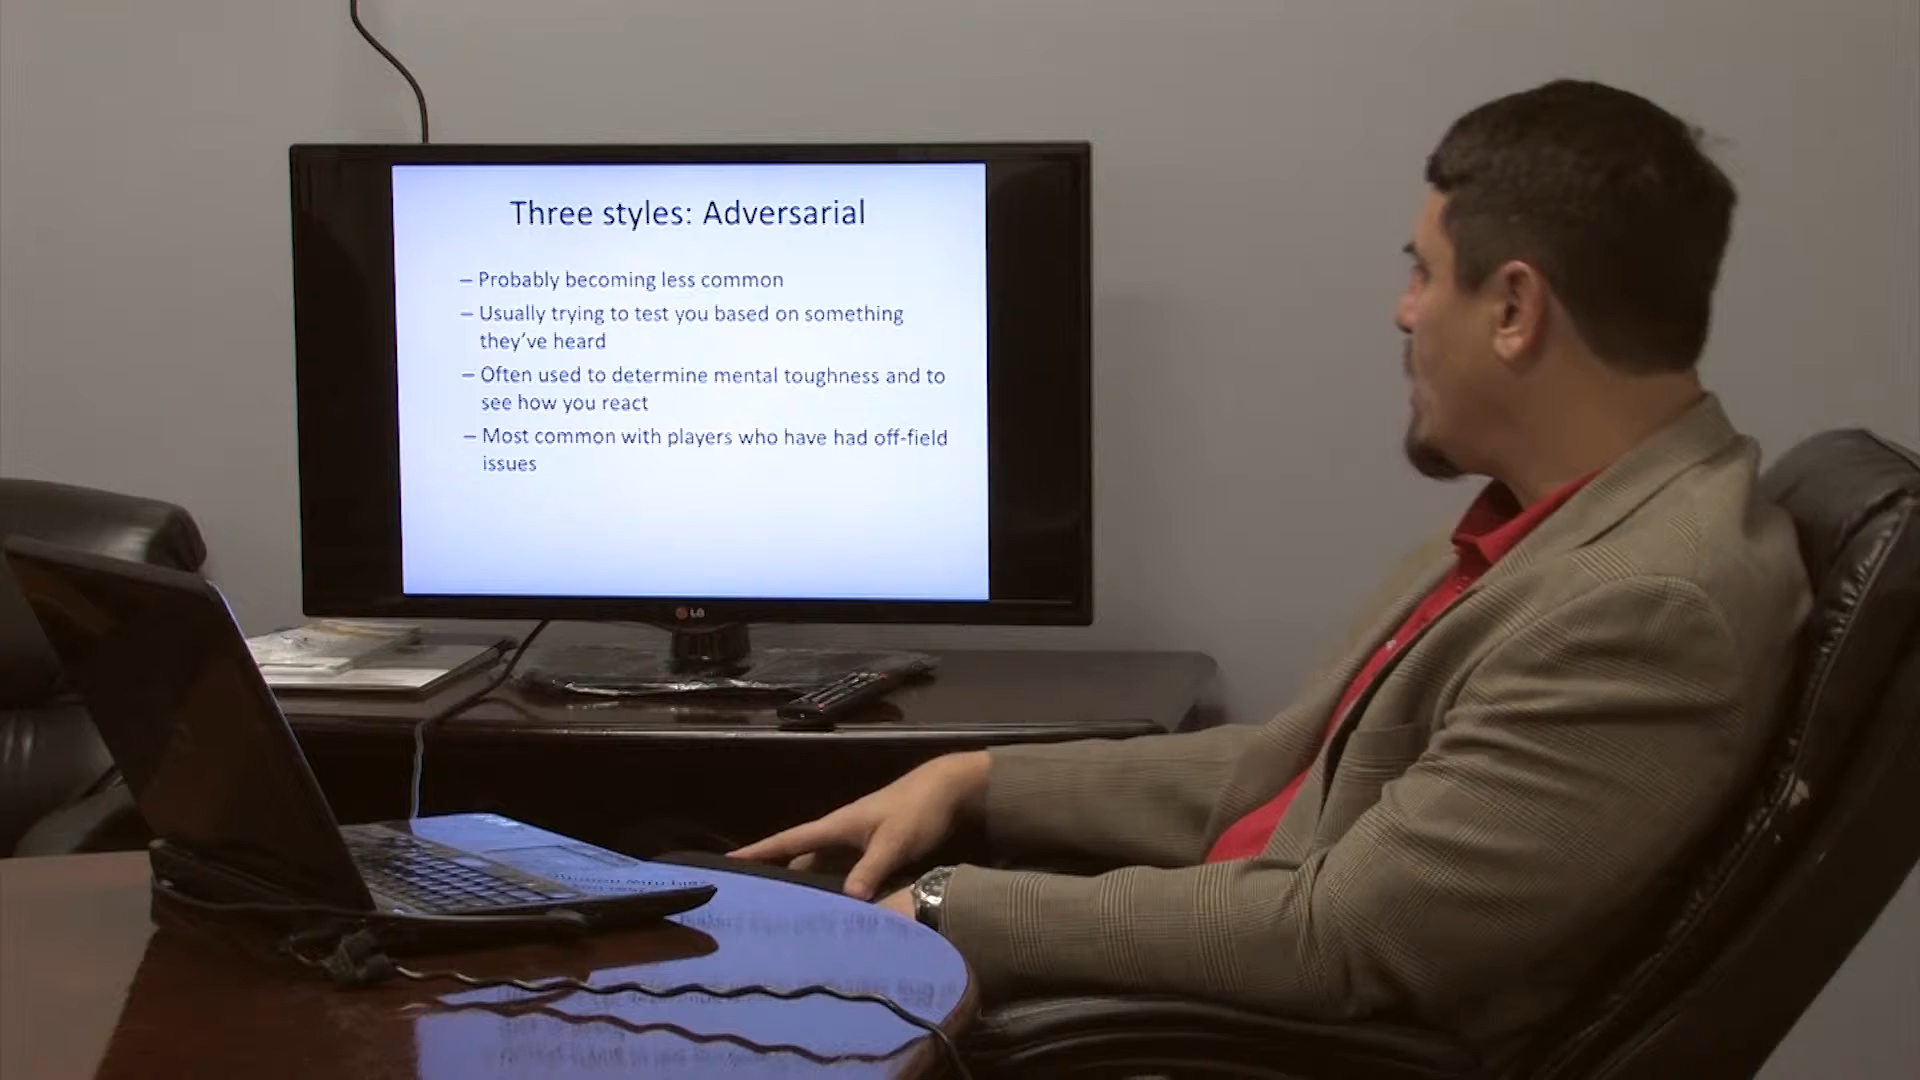 Three styles: Adversarial
– Probably becoming less common
– Usually trying to test you based on something
they've heard
– Often used to determine mental toughness and to
see how you react
– Most common with players who have had off-field
issues
LG